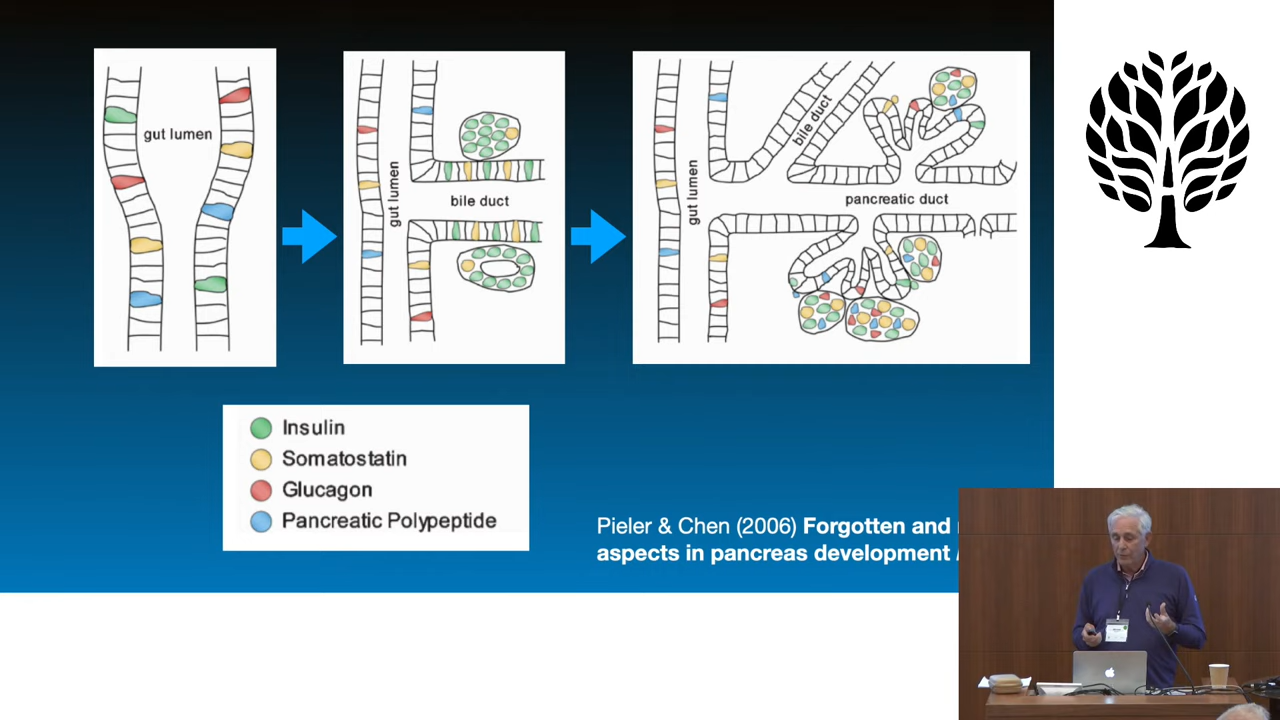 gut lumen
gut lumen
bile duct
gut lumen
bile duct
pancreatic duct
Insulin
Somatostatin
Glucagon
Pancreatic Polypeptide
Pieler & Chen (2006) Forgotten and
aspects in pancreas development